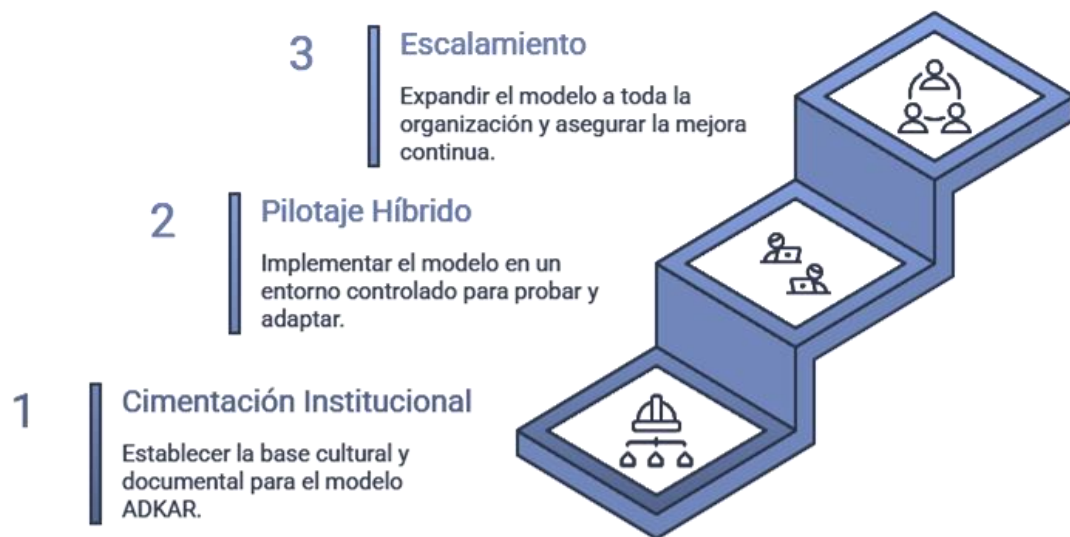 3
Escalamiento
Expandir el modelo a toda la
organización y asegurar la mejora
continua.
2
Pilotaje Híbrido
Implementar el modelo en un
entorno controlado para probar y
adaptar.
1
Cimentación Institucional
Establecer la base cultural y
documental para el modelo
ADKAR.